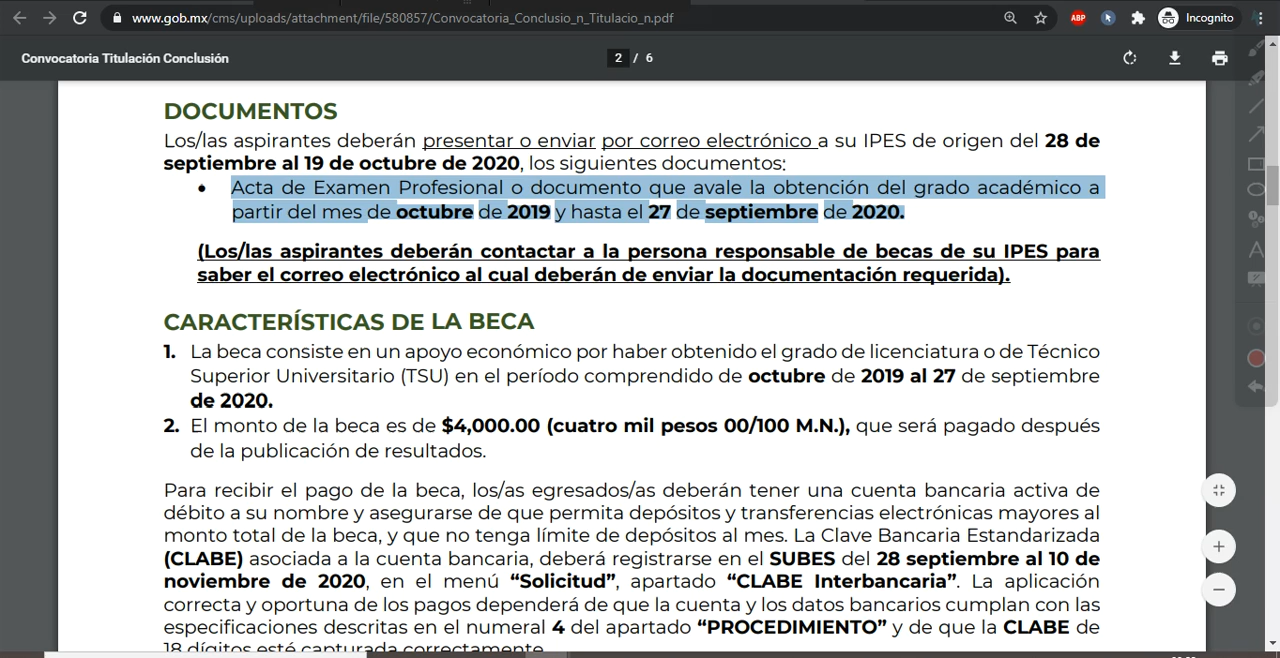 www.gob.mx/cms/uploads/attachment/file/580857/Convocatoria_Conclusio_n_Titulacio_n.pdf
ABP
Incognito
Convocatoria Titulación Conclusión
2 / 6
DOCUMENTOS
Los/las aspirantes deberán presentar o enviar por correo electrónico a su IPES de origen del 28 de
septiembre al 19 de octubre de 2020, los siguientes documentos:
• Acta de Examen Profesional o documento que avale la obtención del grado académico a
partir del mes de octubre de 2019 y hasta el 27 de septiembre de 2020.
(Los/las aspirantes deberán contactar a la persona responsable de becas de su IPES para
saber el correo electrónico al cual deberán de enviar la documentación requerida).
CARACTERÍSTICAS DE LA BECA
1. La beca consiste en un apoyo económico por haber obtenido el grado de licenciatura o de Técnico
Superior Universitario (TSU) en el período comprendido de octubre de 2019 al 27 de septiembre
de 2020.
2. El monto de la beca es de $4,000.00 (cuatro mil pesos 00/100 M.N.), que será pagado después
de la publicación de resultados.
Para recibir el pago de la beca, los/as egresados/as deberán tener una cuenta bancaria activa de
débito a su nombre y asegurarse de que permita depósitos y transferencias electrónicas mayores al
monto total de la beca, y que no tenga límite de depósitos al mes. La Clave Bancaria Estandarizada
(CLABE) asociada a la cuenta bancaria, deberá registrarse en el SUBES del 28 septiembre al 10 de
noviembre de 2020, en el menú “Solicitud”, apartado “CLABE Interbancaria”. La aplicación
correcta y oportuna de los pagos dependerá de que la cuenta y los datos bancarios cumplan con las
especificaciones descritas en el numeral 4 del apartado “PROCEDIMIENTO” y de que la CLABE de
18 dígitos esté capturada correctamente.